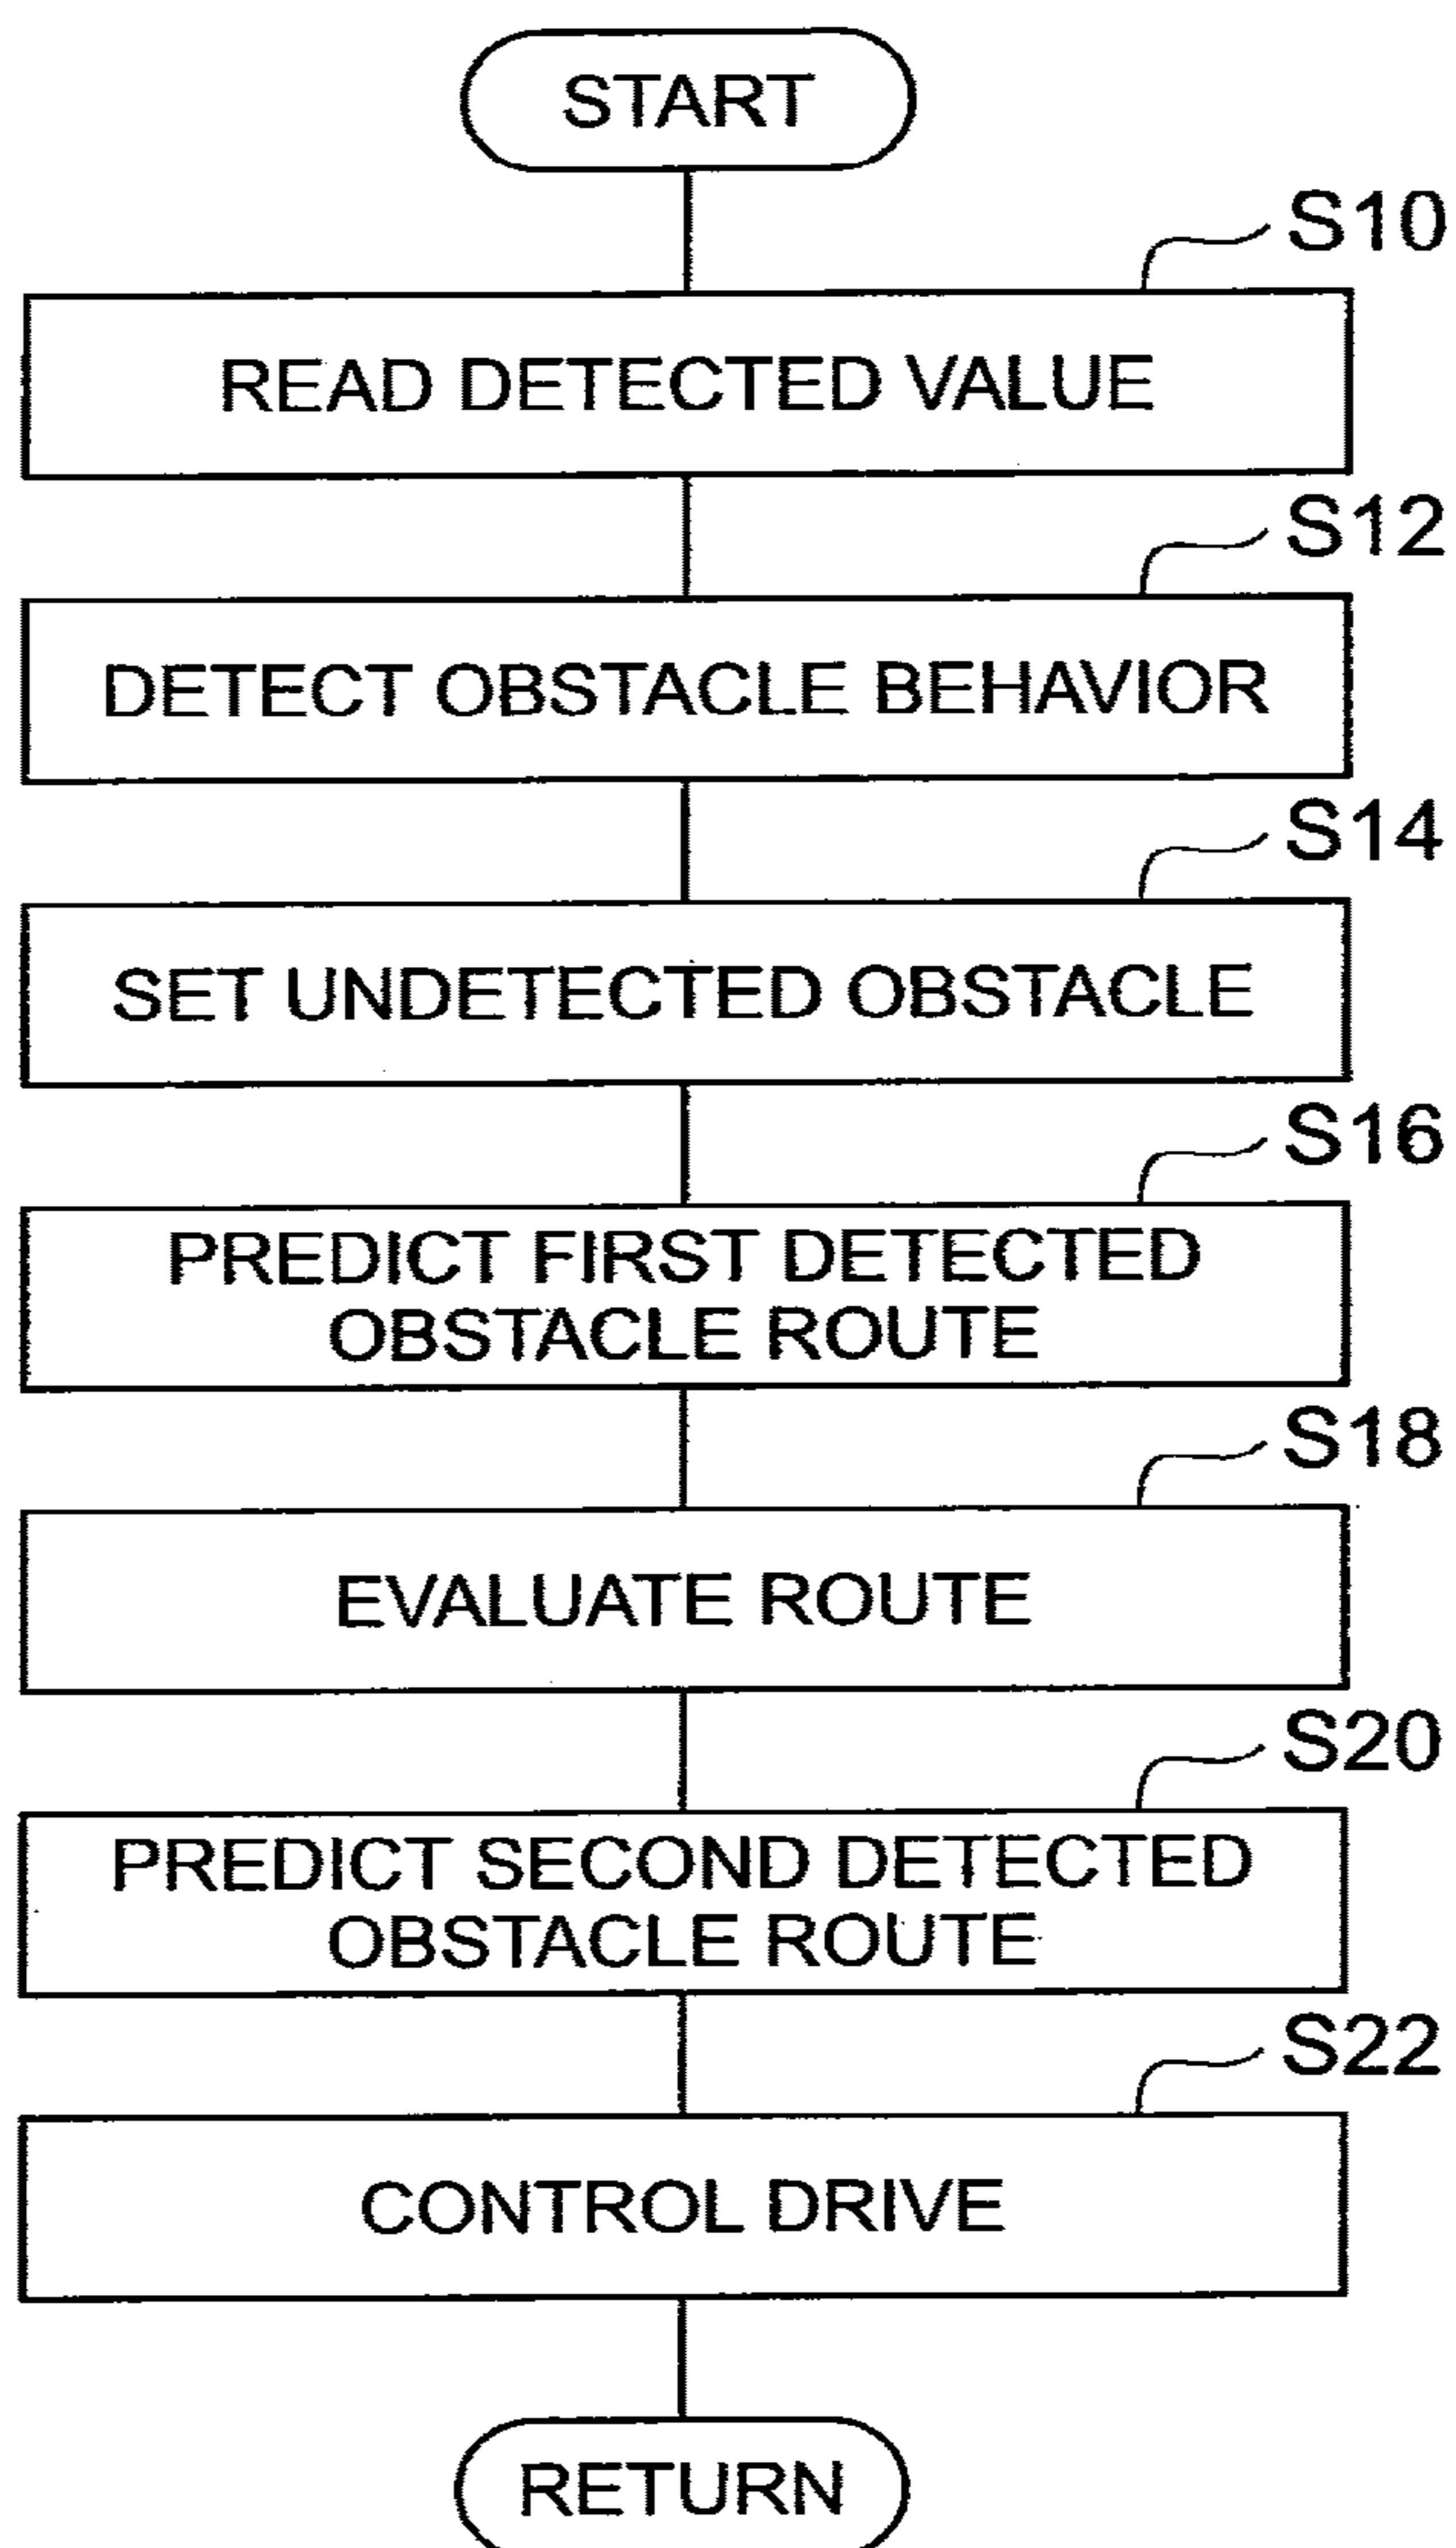 START
S10
READ DETECTED VALUE
S12
DETECT OBSTACLE BEHAVIOR
S14
SET UNDETECTED OBSTACLE
S16
PREDICT FIRST DETECTED
OBSTACLE ROUTE
S18
EVALUATE ROUTE
S20
PREDICT SECOND DETECTED
OBSTACLE ROUTE
S22
CONTROL DRIVE
RETURN